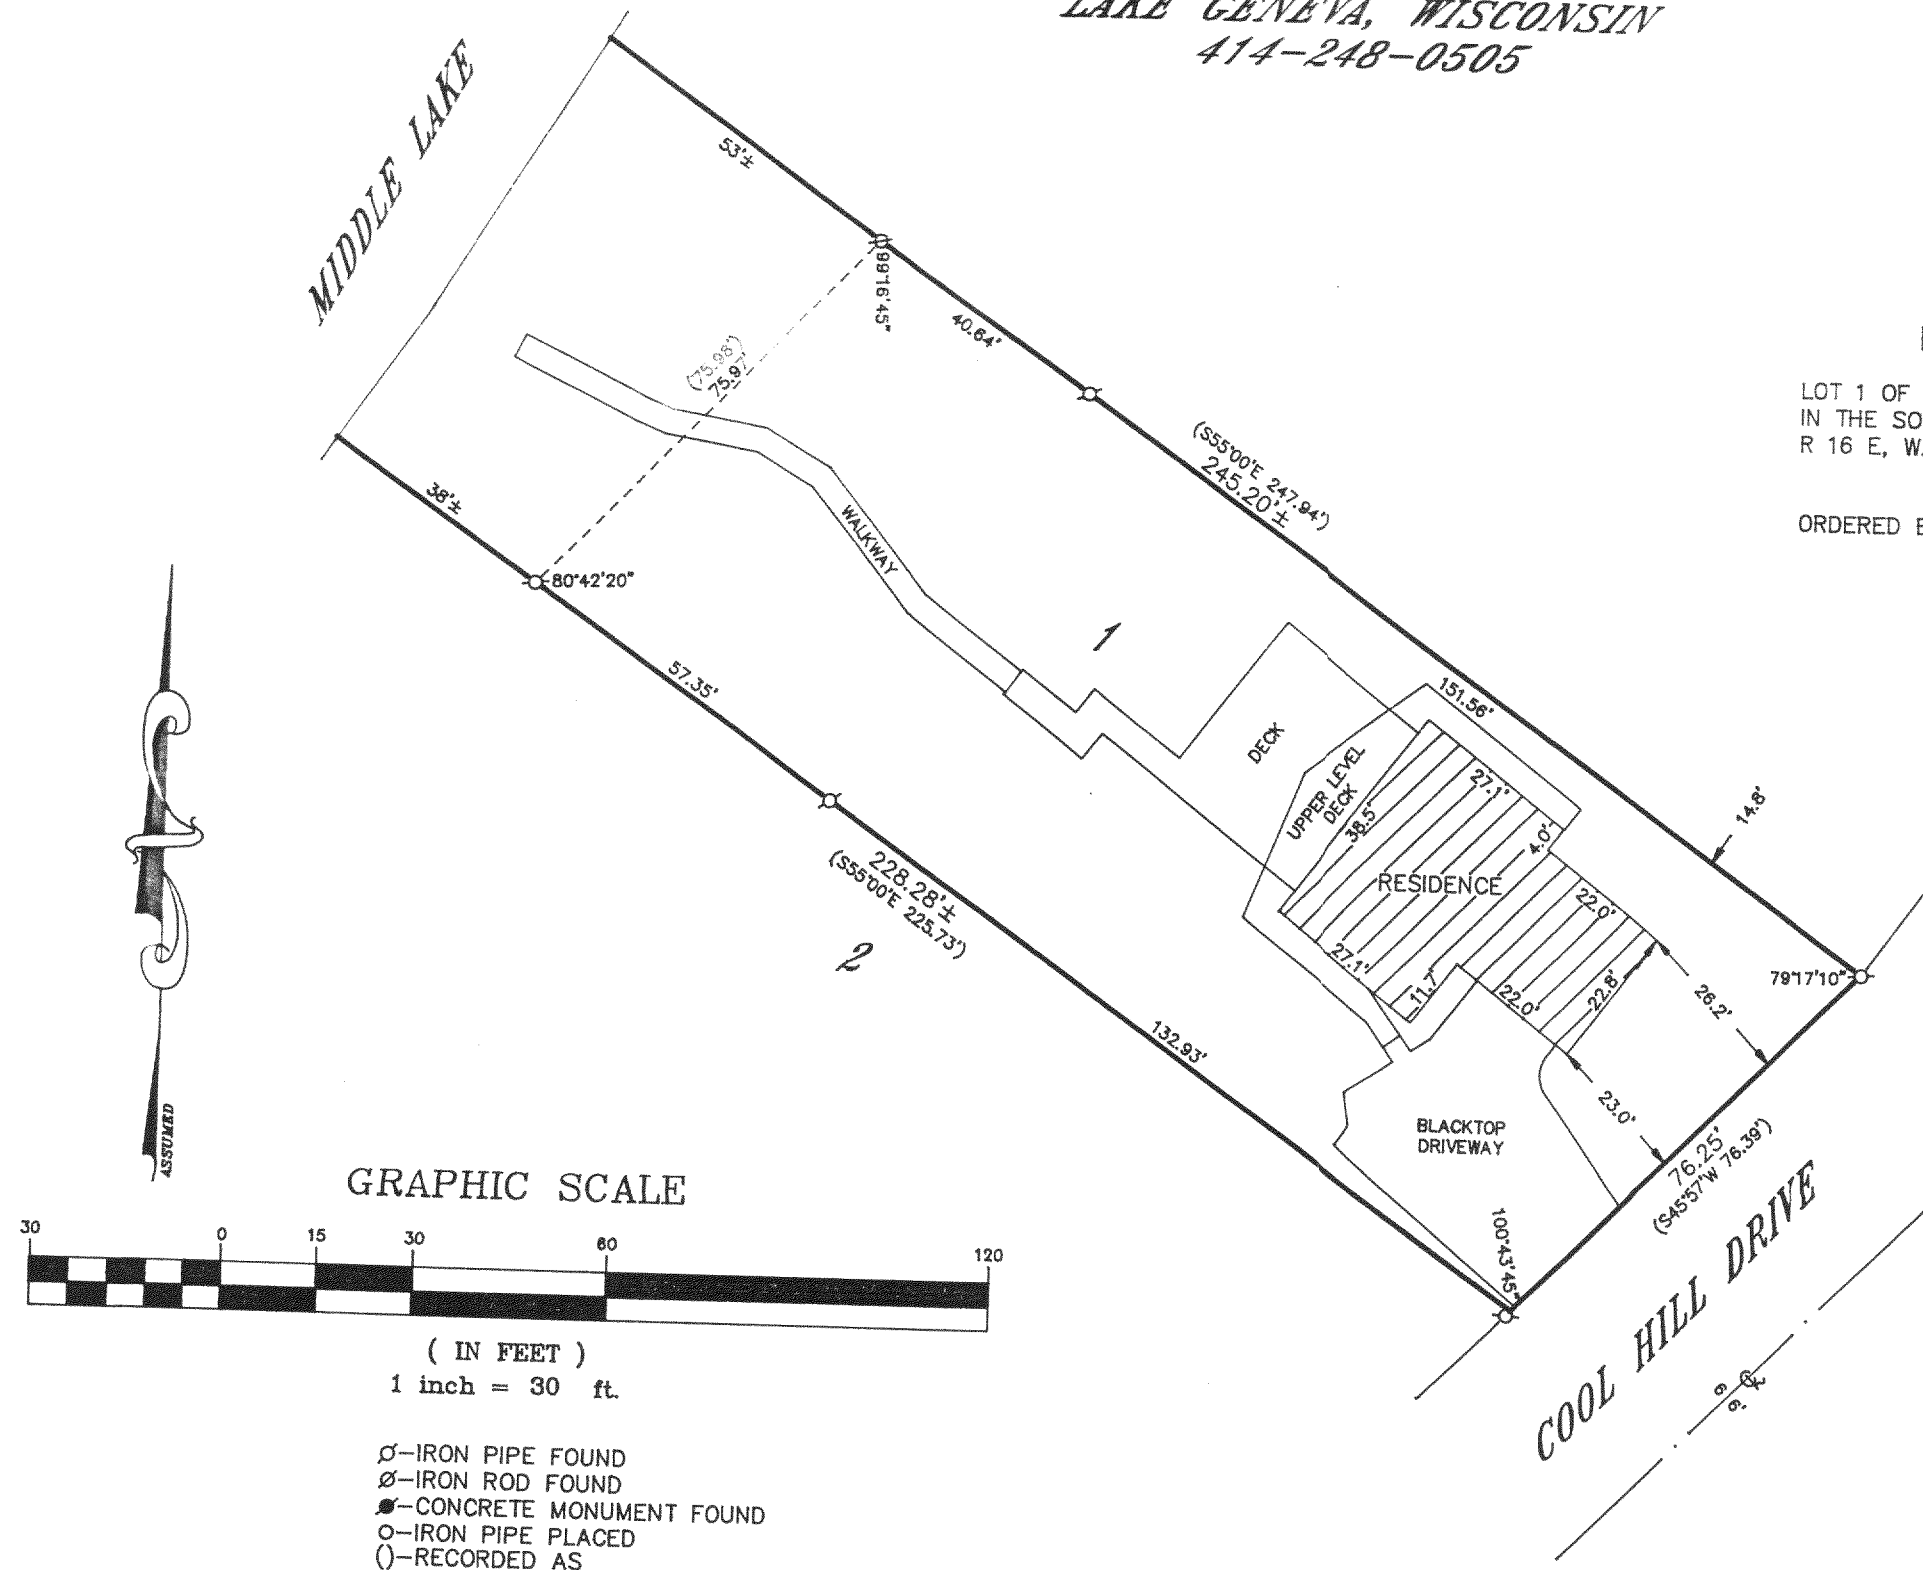 LAKE GENEVA, WISCONSIN
414-248-0505
MIDDLE LAKE
53'±
99°16'45"
40.64'
(75.98')
75.97'
(S55°00'E 247.94')
245.20'±
LOT 1 OF
IN THE SO
R 16 E, W.
ORDERED B
38'±
80°42'20"
WALKWAY
57.35'
1
151.56'
DECK
UPPER LEVEL
DECK
38.5'
27.1'
4.0'
14.8'
RESIDENCE
22.0'
228.28'±
(S55°00'E 225.73')
2
27.1'
11.7'
22.0'
22.8'
26.2'
79°17'10"
132.93'
23.0'
BLACKTOP
DRIVEWAY
76.25'
(S45°57'W 76.39')
100°43'45"
COOL HILL DRIVE
66'
ASSUMED
GRAPHIC SCALE
30 0 15 30 60 120
( IN FEET )
1 inch = 30 ft.
-IRON PIPE FOUND
-IRON ROD FOUND
-CONCRETE MONUMENT FOUND
-IRON PIPE PLACED
()-RECORDED AS